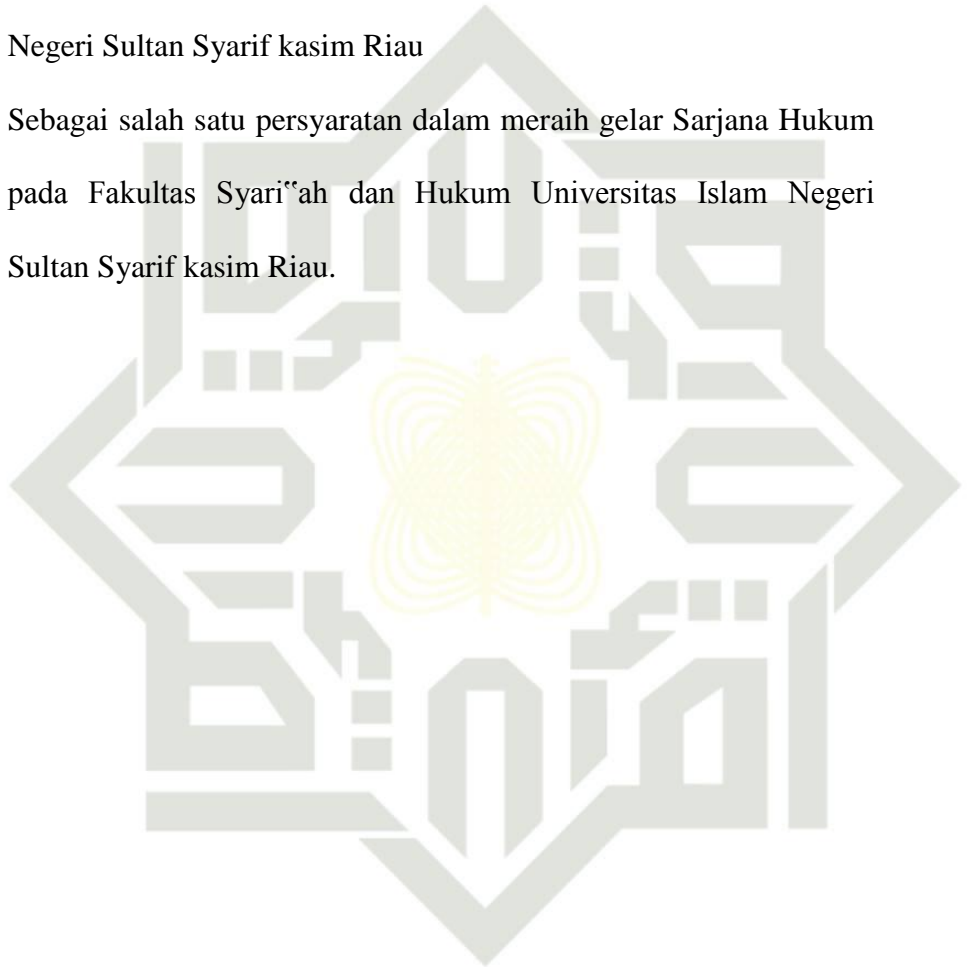 Negeri Sultan Syarif kasim Riau
Sebagai salah satu persyaratan dalam meraih gelar Sarjana Hukum
pada Fakultas Syari‟ah dan Hukum Universitas Islam Negeri
Sultan Syarif kasim Riau.